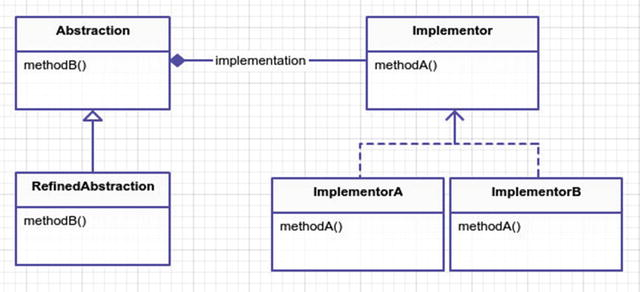 Abstraction
methodB()
implementation
Implementor
methodA()
RefinedAbstraction
methodB()
ImplementorA
methodA()
ImplementorB
methodA()